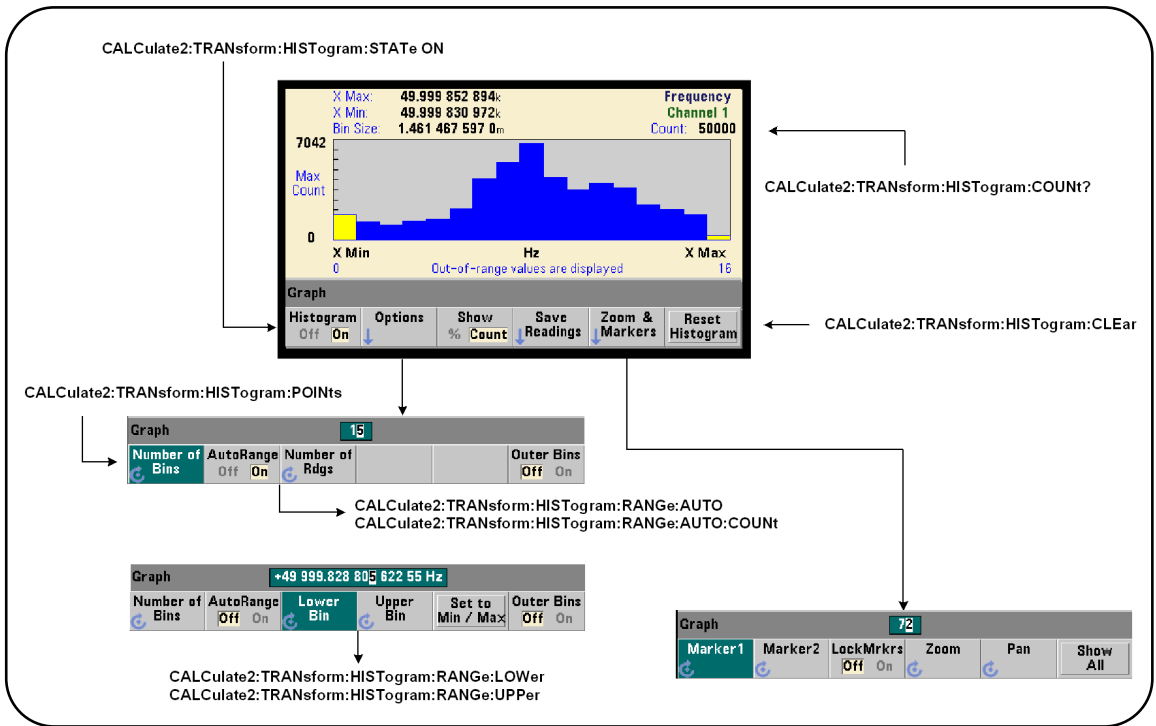 CALCulate2:TRANsform:HISTogram:STATe ON
X Max: 49.999 852 894k Frequency
X Min: 49.999 830 972k Channel 1
Bin Size: 1.461 467 597 0m Count: 50000
7042
Max
Count
0
X Min Hz X Max
0 Out-of-range values are displayed 16
Graph
Histogram Options Show Save Zoom & Reset
Off On % Count Readings Markers Histogram
CALCulate2:TRANsform:HISTogram:COUNt?
CALCulate2:TRANsform:HISTogram:CLEar
CALCulate2:TRANsform:HISTogram:POINts
Graph 15
Number of AutoRange Number of Outer Bins
Bins Off On Rdgs Off On
CALCulate2:TRANsform:HISTogram:RANGe:AUTO
CALCulate2:TRANsform:HISTogram:RANGe:AUTO:COUNt
Graph +49 999.828 805 622 55 Hz
Number of AutoRange Lower Upper Set to Outer Bins
Bins Off On Bin Bin Min / Max Off On
CALCulate2:TRANsform:HISTogram:RANGe:LOWer
CALCulate2:TRANsform:HISTogram:RANGe:UPPer
Graph 72
Marker1 Marker2 LockMrkrs Zoom Pan Show
Off On All